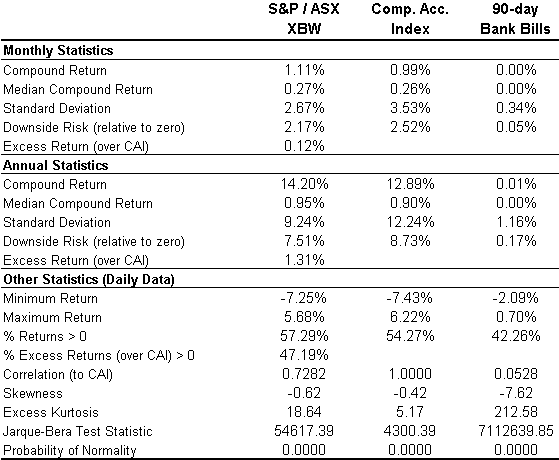 S&P / ASX Comp. Acc. 90-day
XBW Index Bank Bills
Monthly Statistics
Compound Return 1.11% 0.99% 0.00%
Median Compound Return 0.27% 0.26% 0.00%
Standard Deviation 2.67% 3.53% 0.34%
Downside Risk (relative to zero) 2.17% 2.52% 0.05%
Excess Return (over CAI) 0.12%
Annual Statistics
Compound Return 14.20% 12.89% 0.01%
Median Compound Return 0.95% 0.90% 0.00%
Standard Deviation 9.24% 12.24% 1.16%
Downside Risk (relative to zero) 7.51% 8.73% 0.17%
Excess Return (over CAI) 1.31%
Other Statistics (Daily Data)
Minimum Return -7.25% -7.43% -2.09%
Maximum Return 5.68% 6.22% 0.70%
% Returns > 0 57.29% 54.27% 42.26%
% Excess Returns (over CAI) > 0 47.19%
Correlation (to CAI) 0.7282 1.0000 0.0528
Skewness -0.62 -0.42 -7.62
Excess Kurtosis 18.64 5.17 212.58
Jarque-Bera Test Statistic 54617.39 4300.39 7112639.85
Probability of Normality 0.0000 0.0000 0.0000